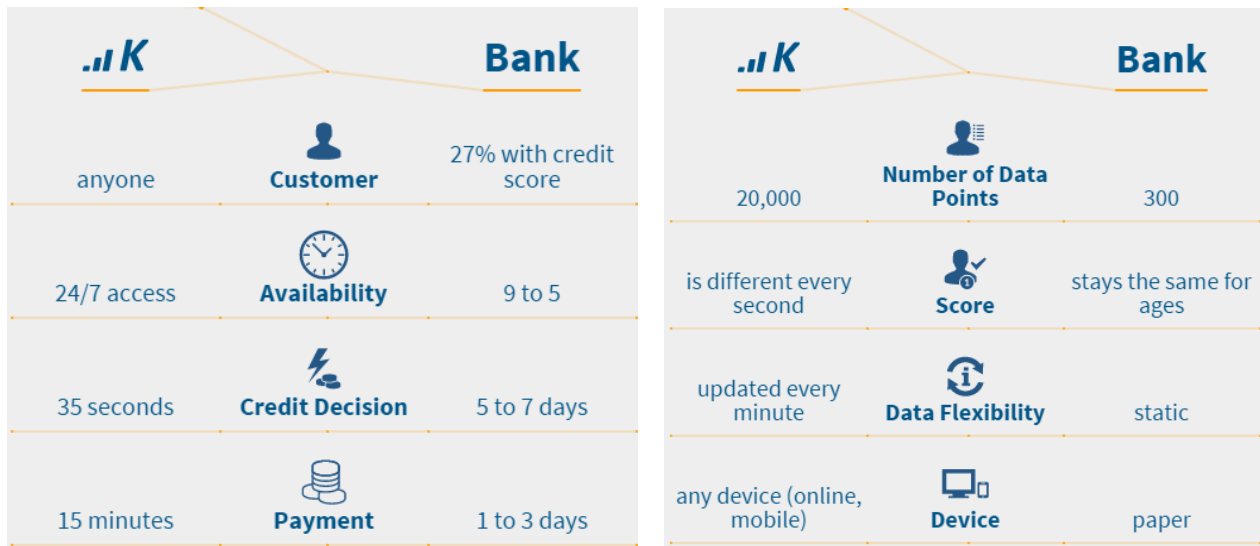 K Bank
27% with credit
anyone Customer score
24/7 access Availability 9 to 5
35 seconds Credit Decision 5 to 7 days
15 minutes Payment 1 to 3 days
K Bank
Number of Data
20,000 Points 300
is different every stays the same for
second Score ages
updated every
minute Data Flexibility static
any device (online,
mobile) Device paper